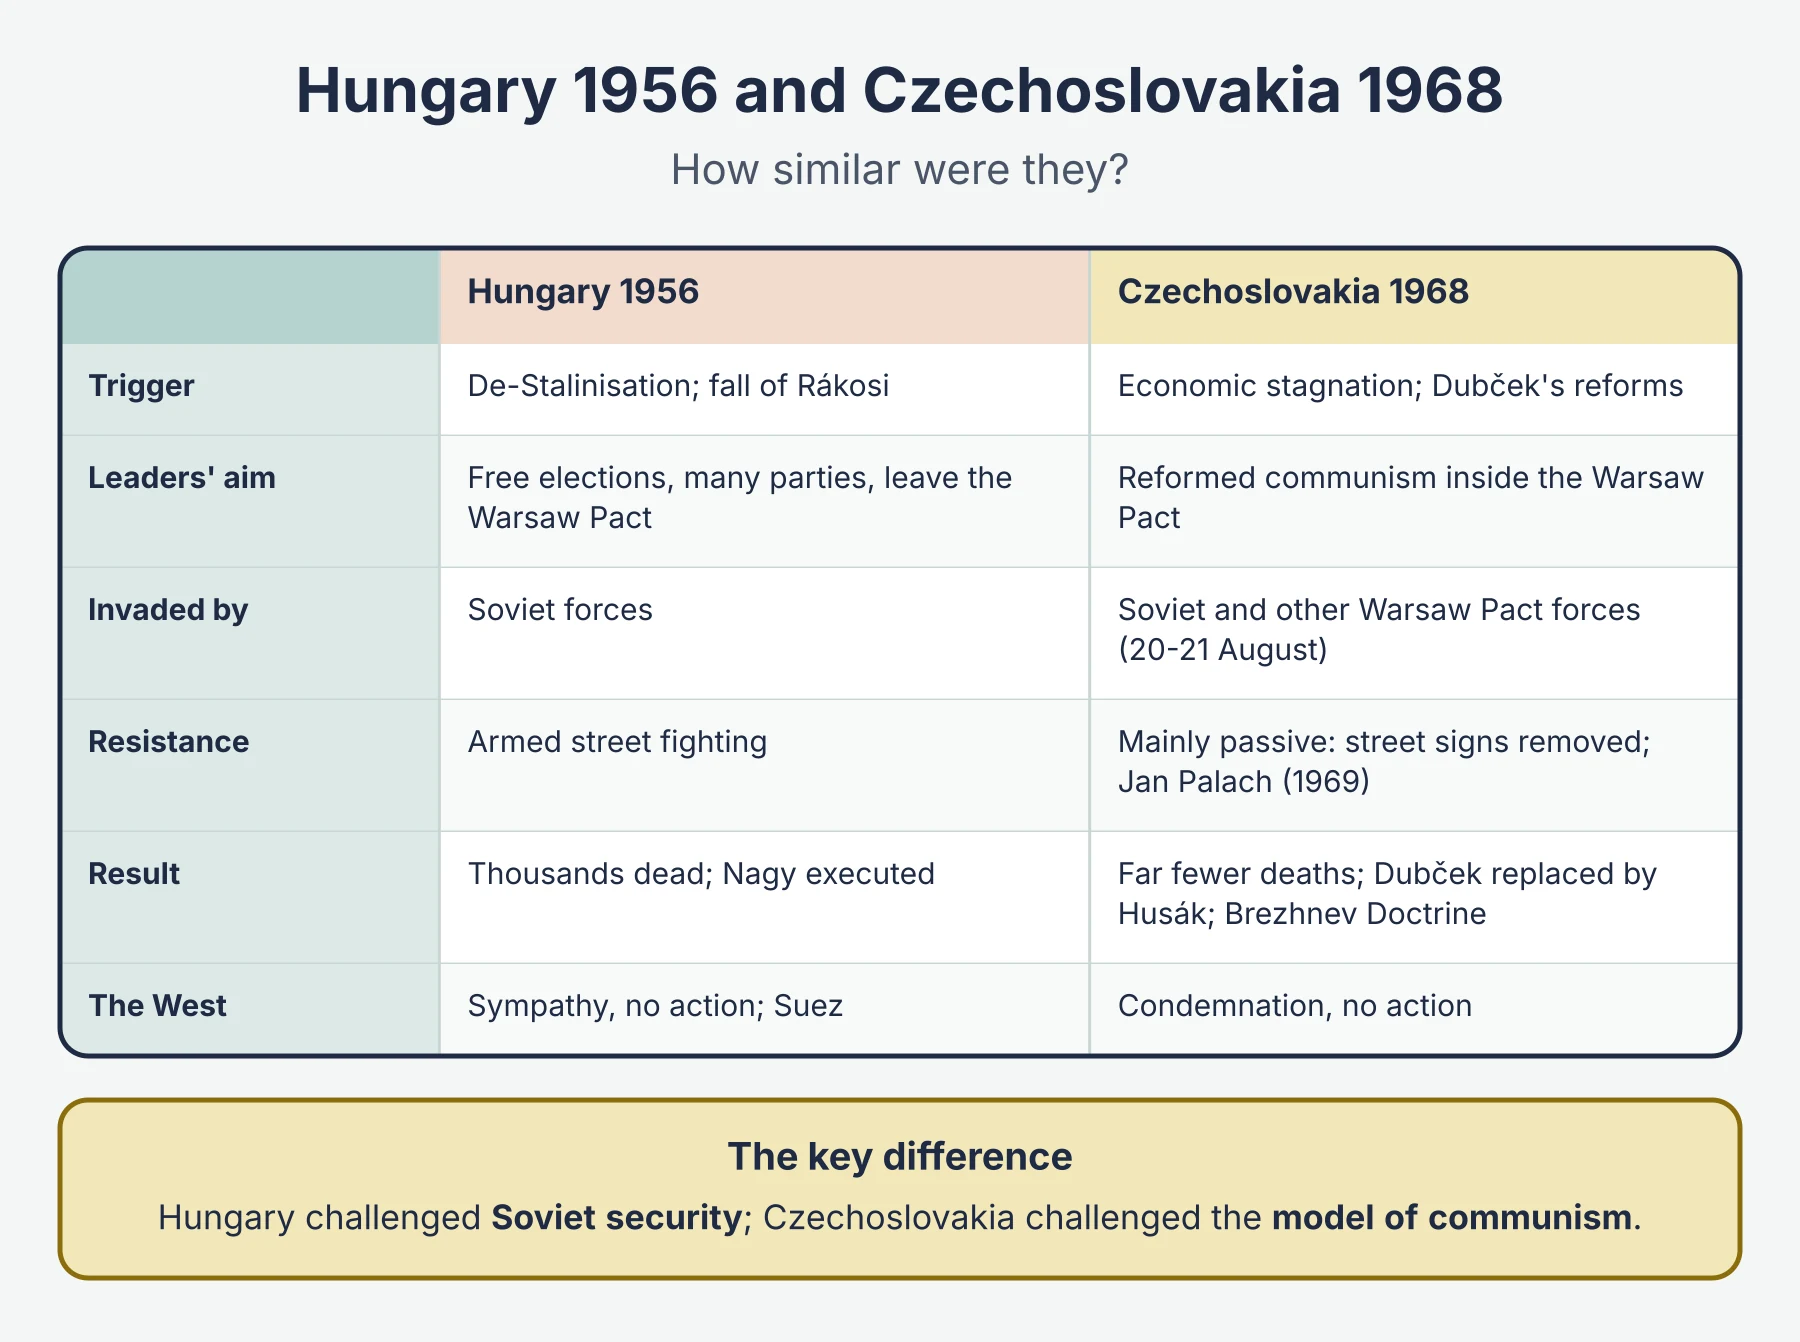 Hungary 1956 and Czechoslovakia 1968
How similar were they?
Hungary 1956
Czechoslovakia 1968
Trigger
De-Stalinisation; fall of Rákosi
Economic stagnation; Dubček's reforms
Leaders' aim
Free elections, many parties, leave the
Warsaw Pact
Reformed communism inside the Warsaw
Pact
Invaded by
Soviet forces
Soviet and other Warsaw Pact forces
(20-21 August)
Resistance
Armed street fighting
Mainly passive: street signs removed;
Jan Palach (1969)
Result
Thousands dead; Nagy executed
Far fewer deaths; Dubček replaced by
Husák; Brezhnev Doctrine
The West
Sympathy, no action; Suez
Condemnation, no action
The key difference
Hungary challenged Soviet security; Czechoslovakia challenged the model of communism.